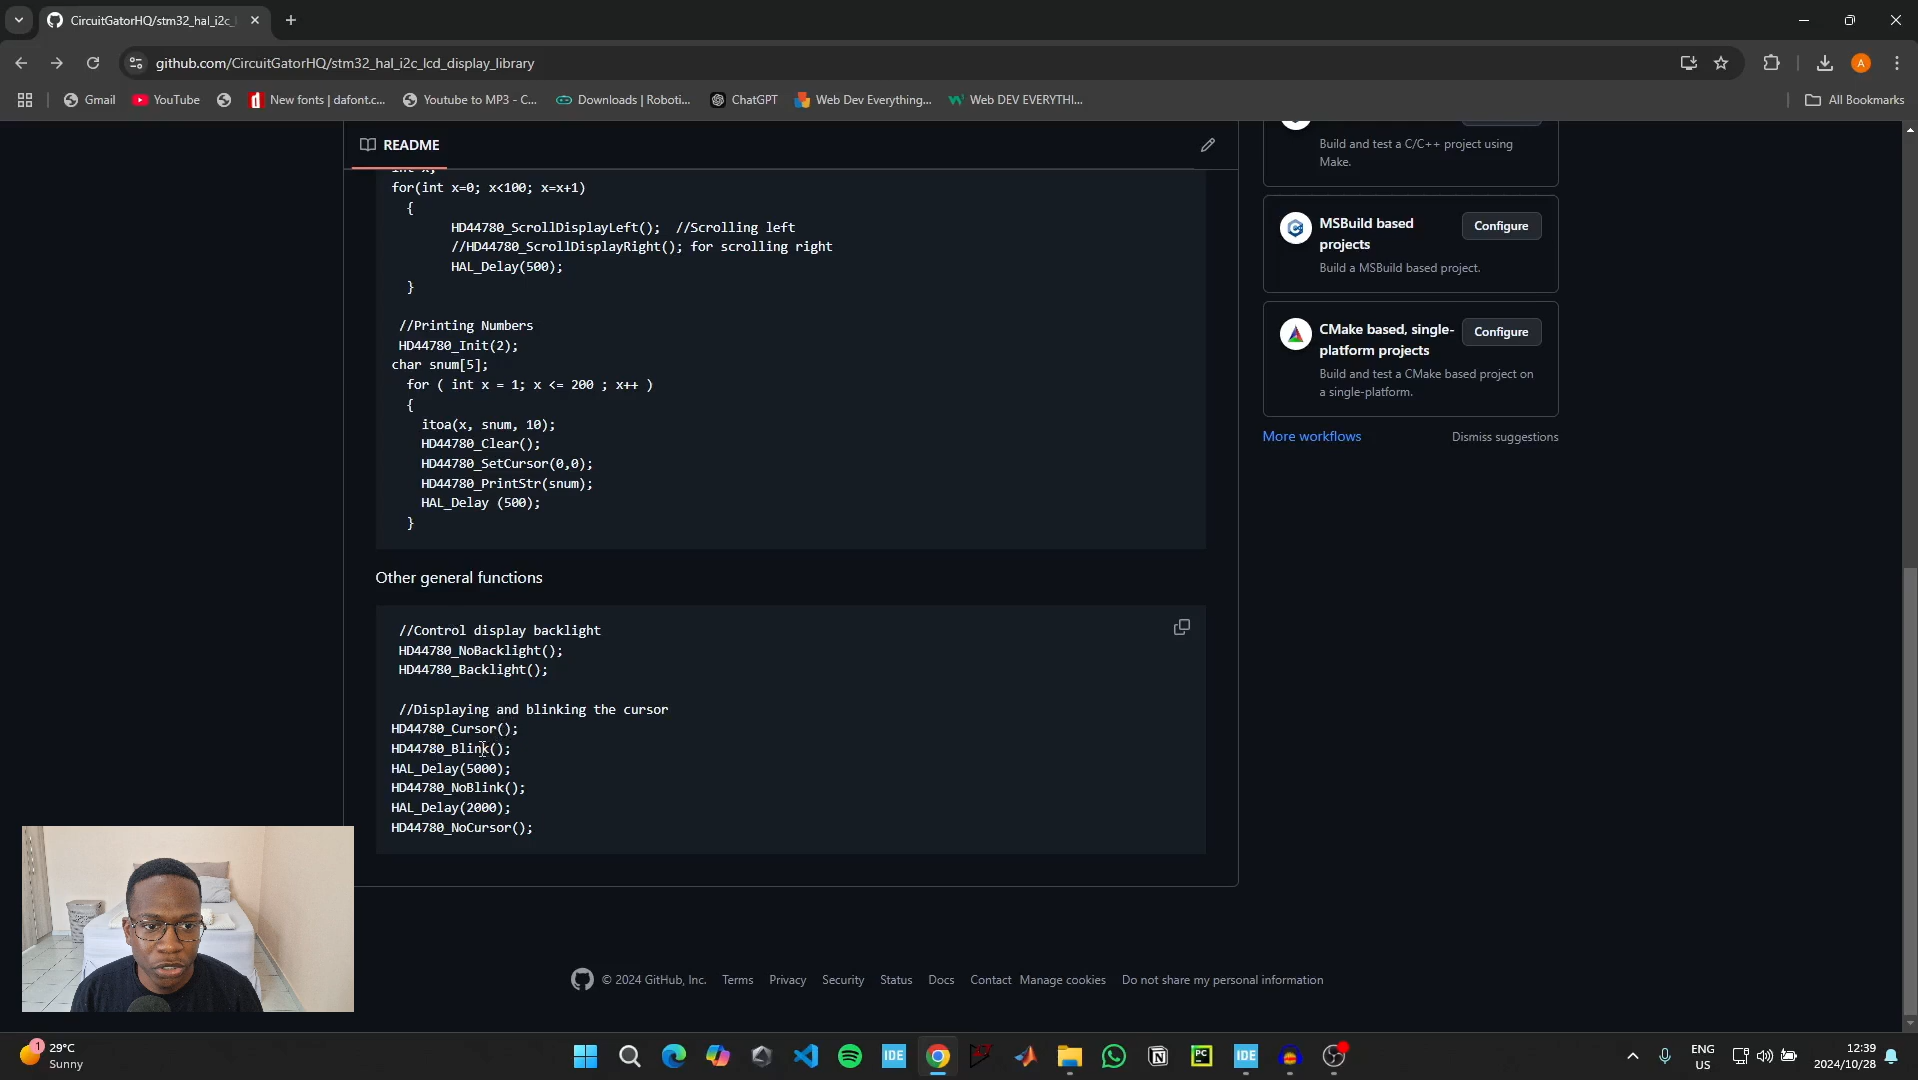 CircuitGatorHQ/stm32_hal_i2c_
github.com/CircuitGatorHQ/stm32_hal_i2c_lcd_display_library
A
Gmail
YouTube
New fonts | dafont.c...
Youtube to MP3 - C...
Downloads | Roboti...
ChatGPT
Web Dev Everything...
Web DEV EVERYTHI...
All Bookmarks
README
int x;
for(int x=0; x<100; x=x+1)
{
HD44780_ScrollDisplayLeft();  //Scrolling left
//HD44780_ScrollDisplayRight(); for scrolling right
HAL_Delay(500);
}
//Printing Numbers
HD44780_Init(2);
char snum[5];
for ( int x = 1; x <= 200 ; x++ )
{
itoa(x, snum, 10);
HD44780_Clear();
HD44780_SetCursor(0,0);
HD44780_PrintStr(snum);
HAL_Delay (500);
}
Other general functions
//Control display backlight
HD44780_NoBacklight();
HD44780_Backlight();
//Displaying and blinking the cursor
HD44780_Cursor();
HD44780_Blink();
HAL_Delay(5000);
HD44780_NoBlink();
HAL_Delay(2000);
HD44780_NoCursor();
Build and test a C/C++ project using
Make.
MSBuild based
projects
Configure
Build a MSBuild based project.
CMake based, single-
platform projects
Configure
Build and test a CMake based project on
a single-platform.
More workflows
Dismiss suggestions
© 2024 GitHub, Inc.
Terms
Privacy
Security
Status
Docs
Contact
Manage cookies
Do not share my personal information
1
29°C
Sunny
IDE
PC
IDE
ENG
US
12:39
2024/10/28